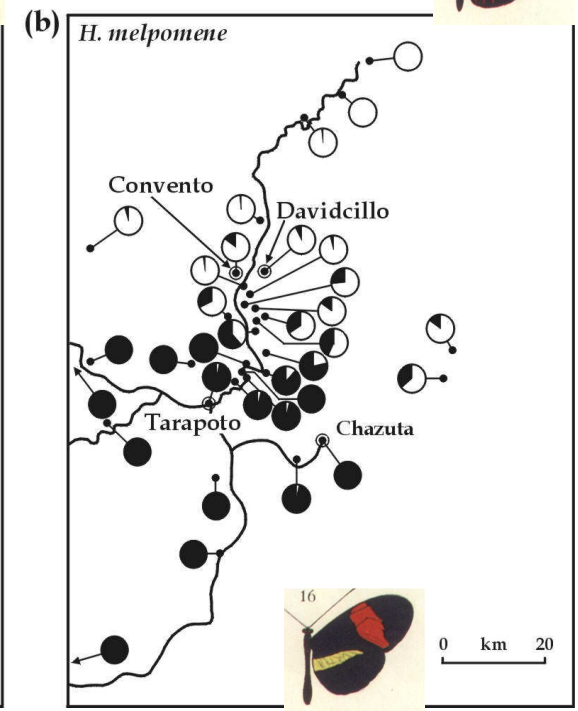 (b) H. melpomene
Convento
Davidcillo
Tarapoto
Chazuta
16
0 km 20